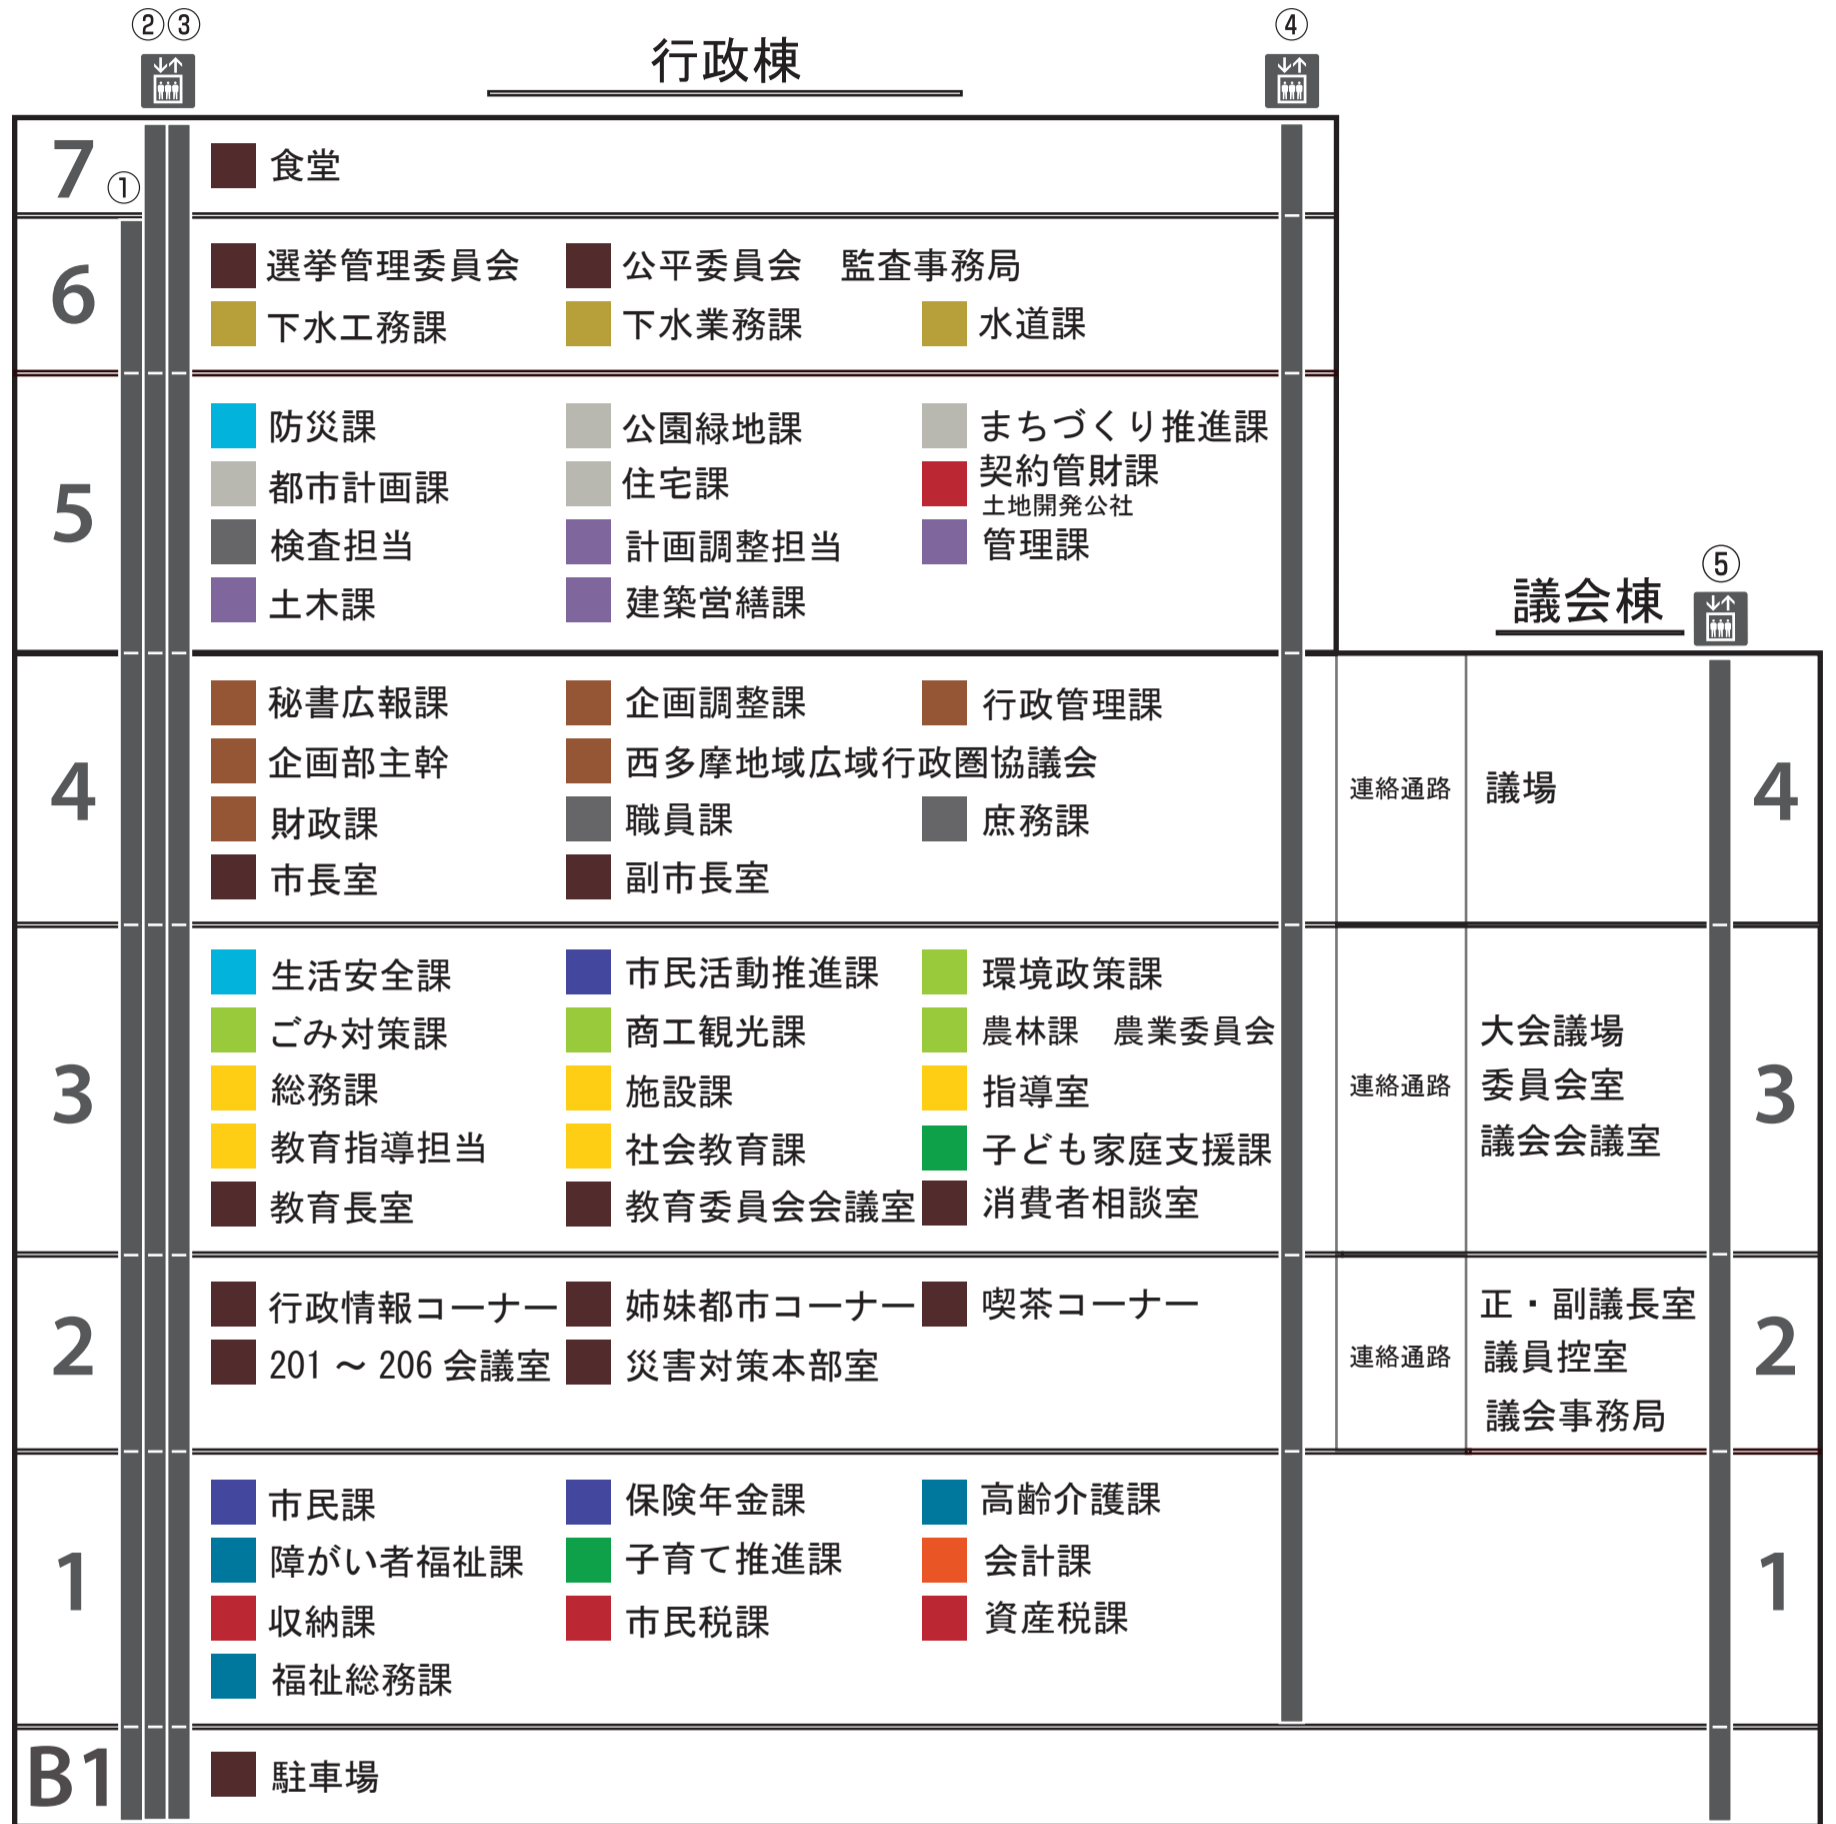 ②③
④
行政棟
7
①
食堂
6
選挙管理委員会 公平委員会　監査事務局
下水工務課 下水業務課 水道課
5
防災課 公園緑地課 まちづくり推進課
都市計画課 住宅課 契約管財課
土地開発公社
検査担当 計画調整担当 管理課
土木課 建築営繕課
⑤
議会棟
4
秘書広報課 企画調整課 行政管理課
企画部主幹 西多摩地域広域行政圏協議会
財政課 職員課 庶務課
市長室 副市長室
連絡通路
議場
4
3
生活安全課 市民活動推進課 環境政策課
ごみ対策課 商工観光課 農林課　農業委員会
総務課 施設課 指導室
教育指導担当 社会教育課 子ども家庭支援課
教育長室 教育委員会会議室 消費者相談室
連絡通路
大会議場
委員会室
議会会議室
3
2
行政情報コーナー 姉妹都市コーナー 喫茶コーナー
201～206会議室 災害対策本部室
連絡通路
正・副議長室
議員控室
議会事務局
2
1
市民課 保険年金課 高齢介護課
障がい者福祉課 子育て推進課 会計課
収納課 市民税課 資産税課
福祉総務課
1
B1
駐車場